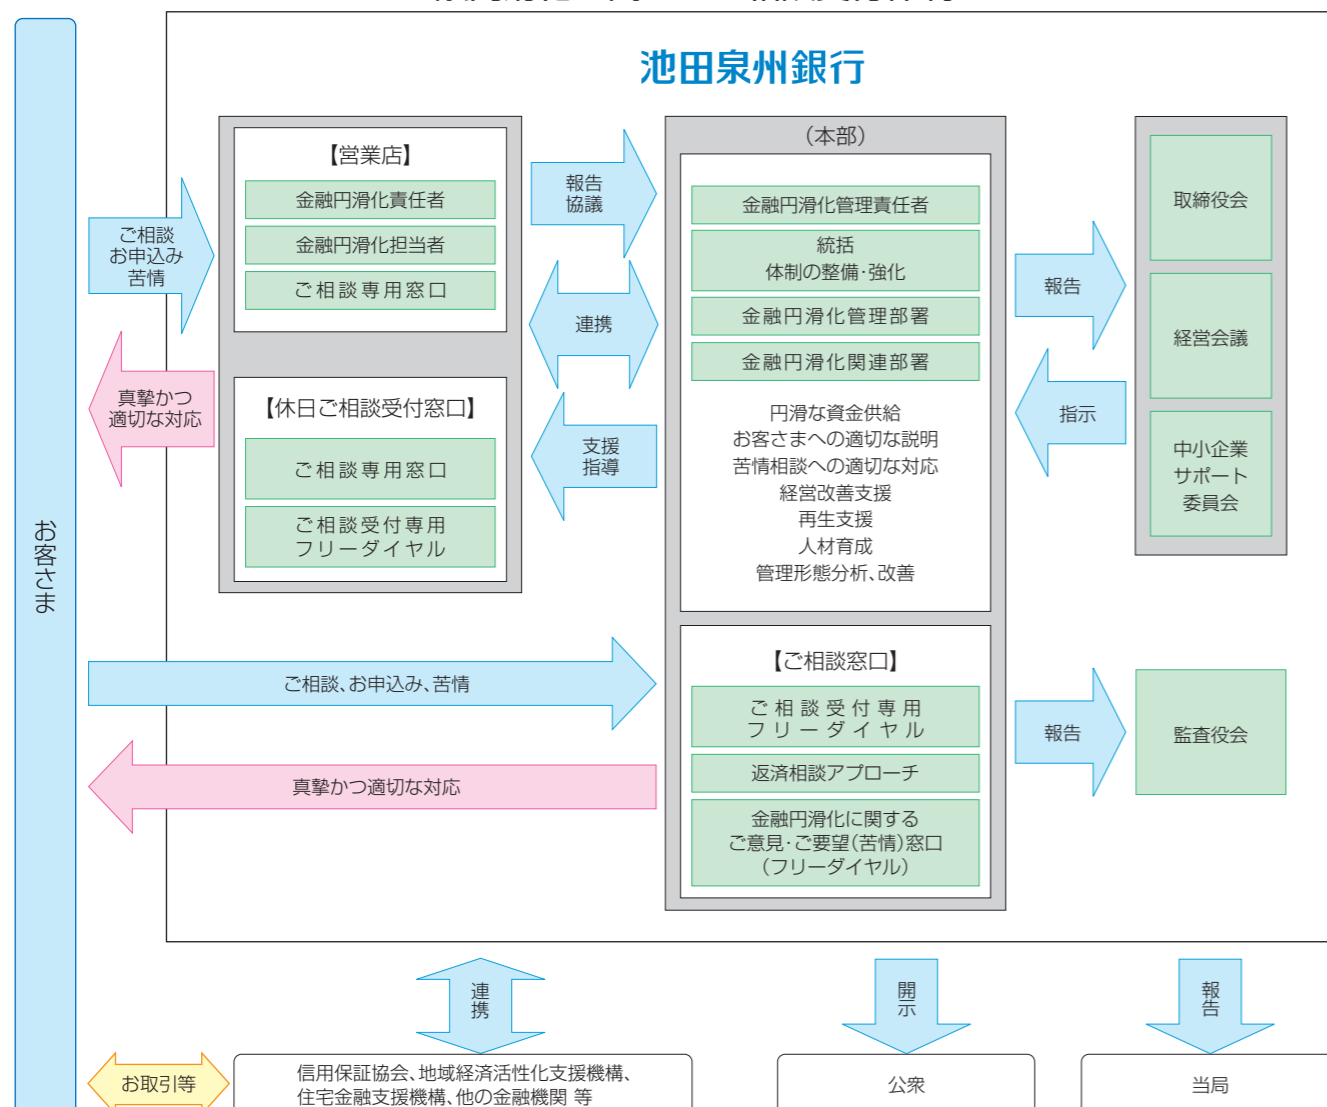 池田泉州銀行
お客さま
ご相談
お申込み
苦情
真摯かつ
適切な対応
【営業店】
金融円滑化責任者
金融円滑化担当者
ご相談専用窓口
【休日ご相談受付窓口】
ご相談専用窓口
ご相談受付専用
フリーダイヤル
報告
協議
連携
支援
指導
(本部)
金融円滑化管理責任者
統括
体制の整備・強化
金融円滑化管理部署
金融円滑化関連部署
円滑な資金供給
お客さまへの適切な説明
苦情相談への適切な対応
経営改善支援
再生支援
人材育成
管理形態分析、改善
報告
指示
取締役会
経営会議
中小企業
サポート
委員会
ご相談、お申込み、苦情
真摯かつ適切な対応
【ご相談窓口】
ご相談受付専用
フリーダイヤル
返済相談アプローチ
金融円滑化に関する
ご意見・ご要望(苦情)窓口
(フリーダイヤル)
報告
監査役会
連携
開示
報告
お取引等
信用保証協会、地域経済活性化支援機構、
住宅金融支援機構、他の金融機関 等
公衆
当局